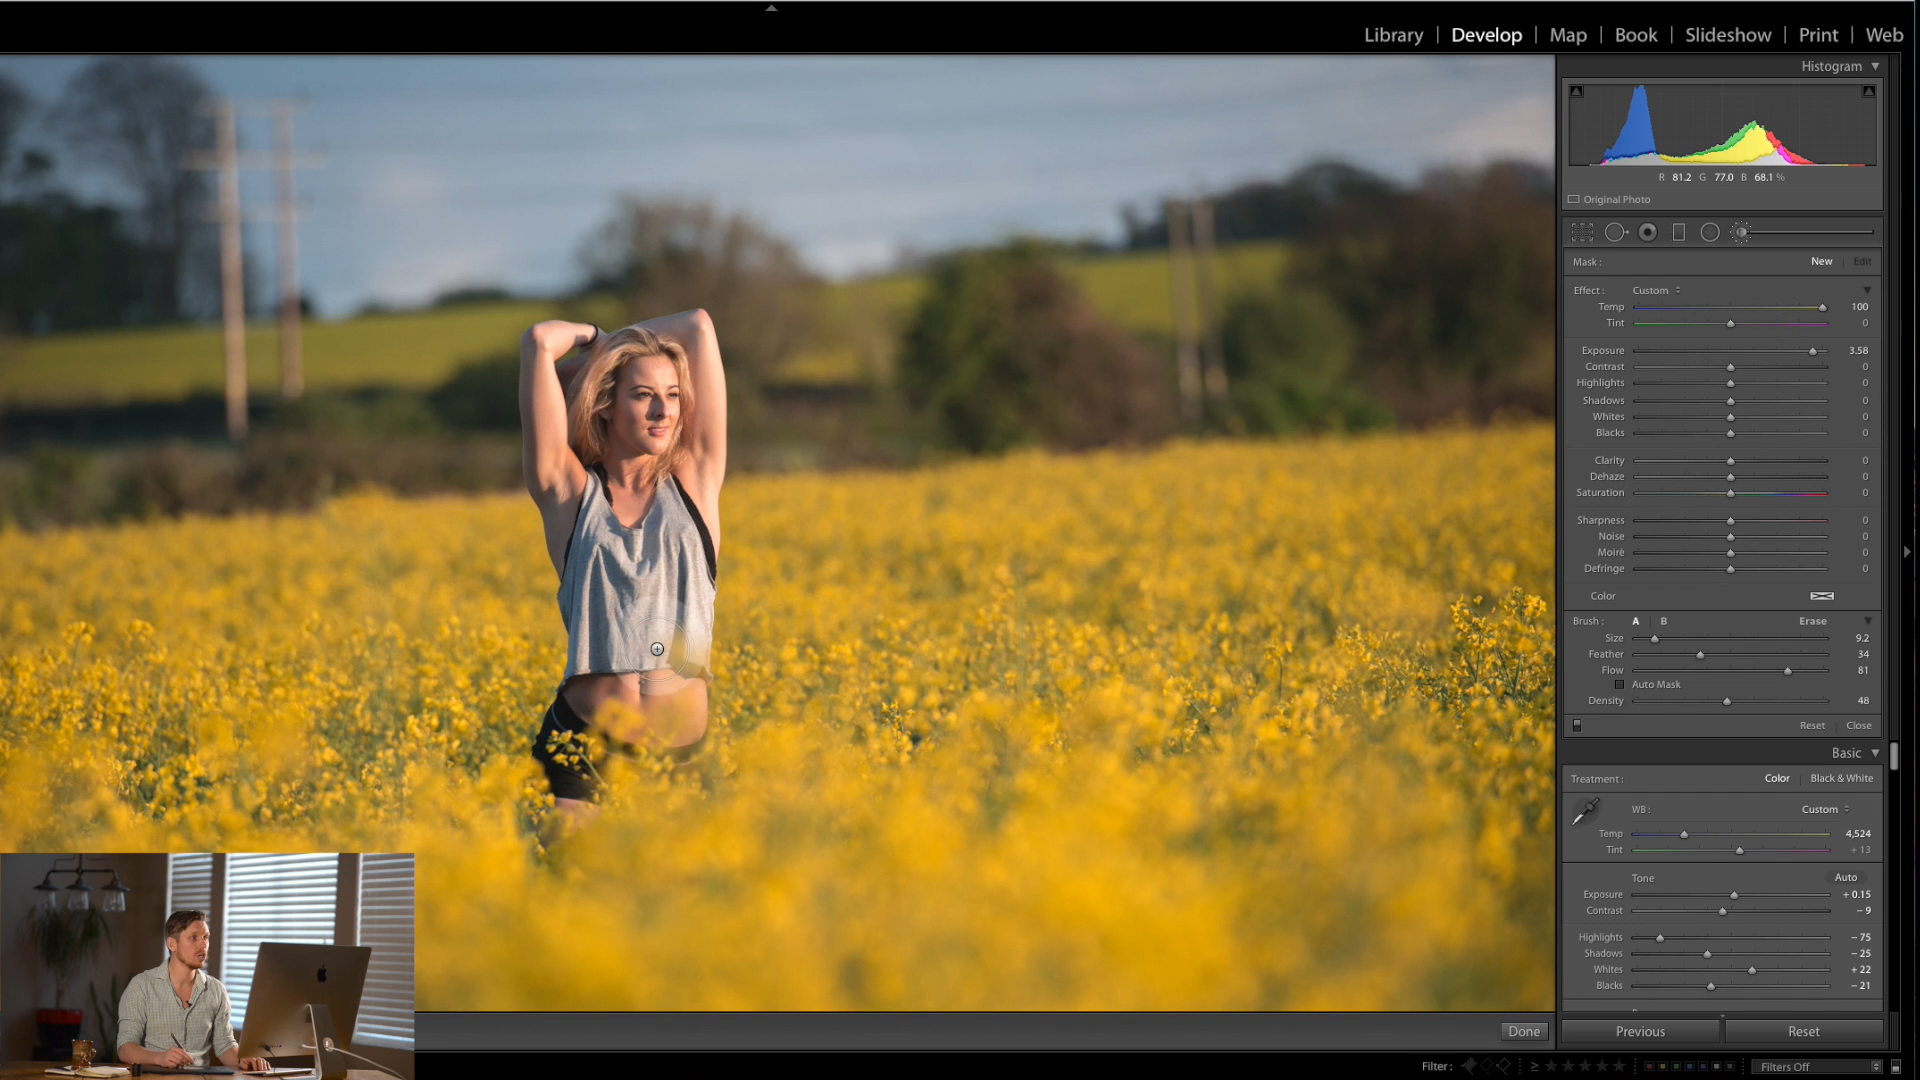 Library | Develop | Map | Book | Slideshow | Print | Web
Histogram
R 81.2 G 77.0 B 68.1 %
Original Photo
Mask : New | Edit
Effect : Custom
Temp 100
Tint 0
Exposure 3.58
Contrast 0
Highlights 0
Shadows 0
Whites 0
Blacks 0
Clarity 0
Dehaze 0
Saturation 0
Sharpness 0
Noise 0
Moiré 0
Defringe 0
Color
Brush : A | B Erase
Size 9.2
Feather 34
Flow 81
Auto Mask
Density 48
Reset | Close
Basic
Treatment : Color | Black & White
WB : Custom
Temp 4,524
Tint + 13
Tone Auto
Exposure + 0.15
Contrast – 9
Highlights – 75
Shadows – 25
Whites + 22
Blacks – 21
Done Previous Reset
Filter : ≥ Filters Off